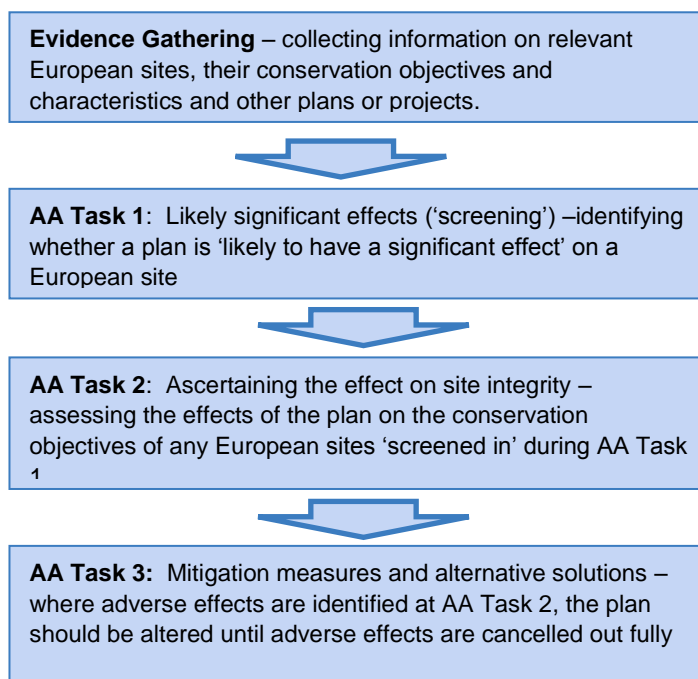 Evidence Gathering – collecting information on relevant
European sites, their conservation objectives and
characteristics and other plans or projects.
AA Task 1:  Likely significant effects (‘screening’) –identifying
whether a plan is ‘likely to have a significant effect’ on a
European site
AA Task 2:  Ascertaining the effect on site integrity –
assessing the effects of the plan on the conservation
objectives of any European sites ‘screened in’ during AA Task
1
AA Task 3:  Mitigation measures and alternative solutions –
where adverse effects are identified at AA Task 2, the plan
should be altered until adverse effects are cancelled out fully